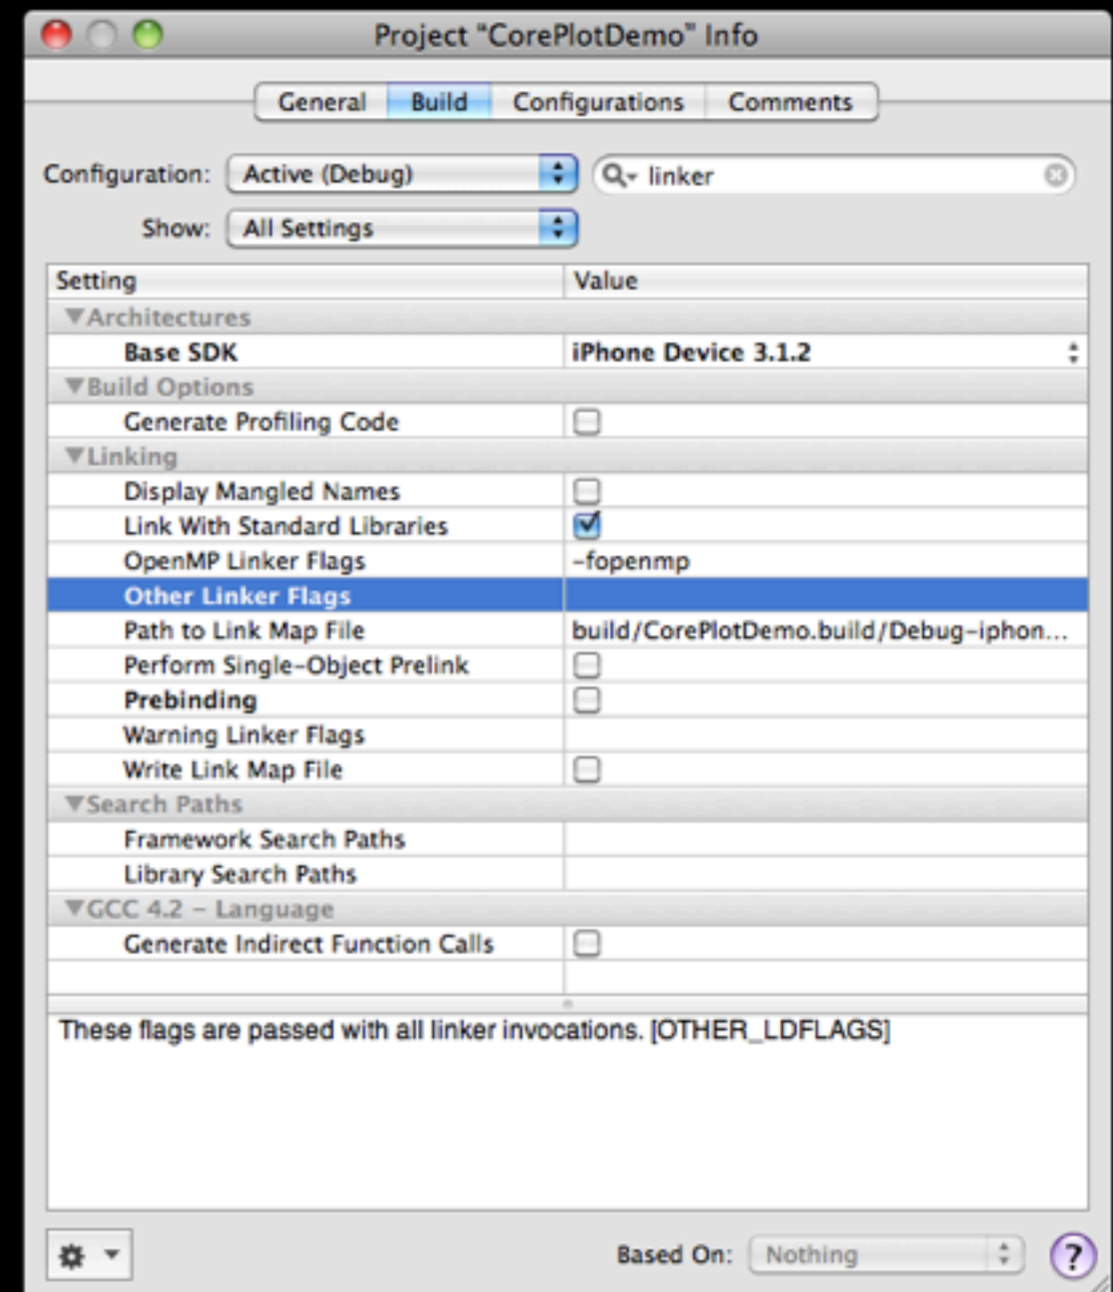 Project "CorePlotDemo" Info
General Build Configurations Comments
Configuration: Active (Debug) linker
Show: All Settings
Setting Value
Architectures
Base SDK iPhone Device 3.1.2
Build Options
Generate Profiling Code
Linking
Display Mangled Names
Link With Standard Libraries
OpenMP Linker Flags -fopenmp
Other Linker Flags
Path to Link Map File build/CorePlotDemo.build/Debug-iphon...
Perform Single-Object Prelink
Prebinding
Warning Linker Flags
Write Link Map File
Search Paths
Framework Search Paths
Library Search Paths
GCC 4.2 - Language
Generate Indirect Function Calls
These flags are passed with all linker invocations. [OTHER_LDFLAGS]
Based On: Nothing ?